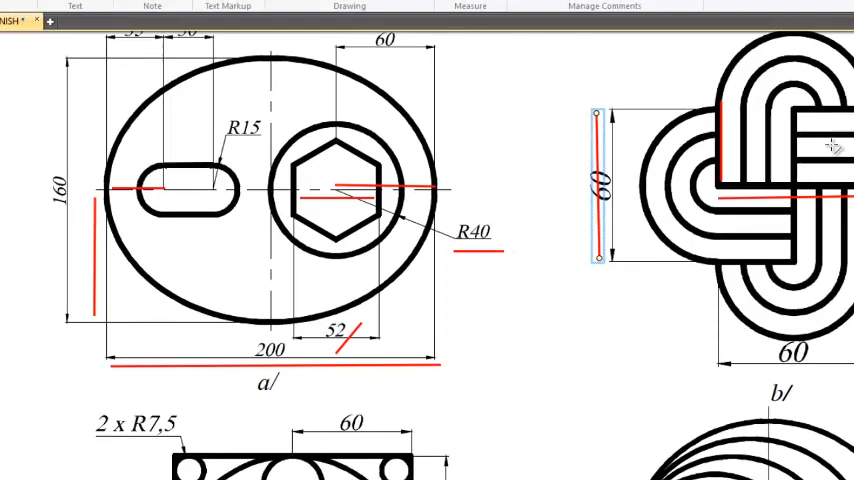 Text Note Text Markup Drawing Measure Manage Comments
NISH * ×
60
R15
160
60
R40
52
200
60
a/
b/
2 x R7,5
60